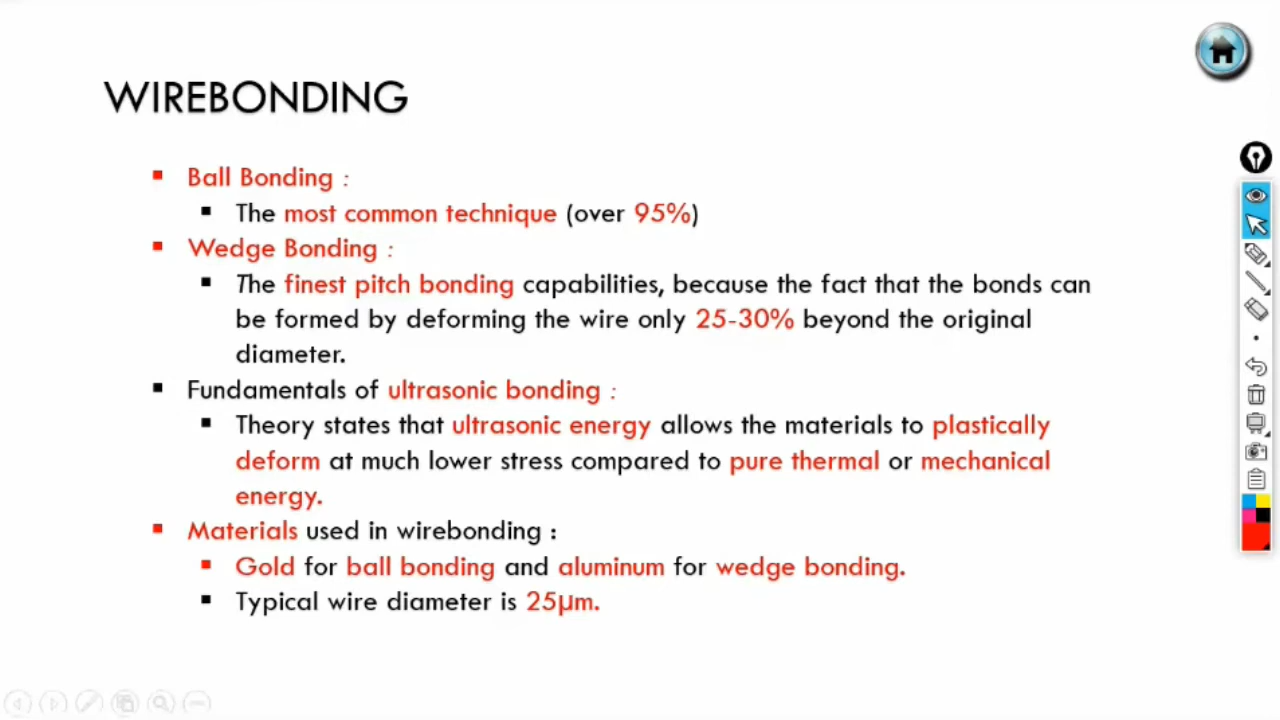 WIREBONDING
Ball Bonding :
The most common technique (over 95%)
Wedge Bonding :
The finest pitch bonding capabilities, because the fact that the bonds can
be formed by deforming the wire only 25-30% beyond the original
diameter.
Fundamentals of ultrasonic bonding :
Theory states that ultrasonic energy allows the materials to plastically
deform at much lower stress compared to pure thermal or mechanical
energy.
Materials used in wirebonding :
Gold for ball bonding and aluminum for wedge bonding.
Typical wire diameter is 25µm.